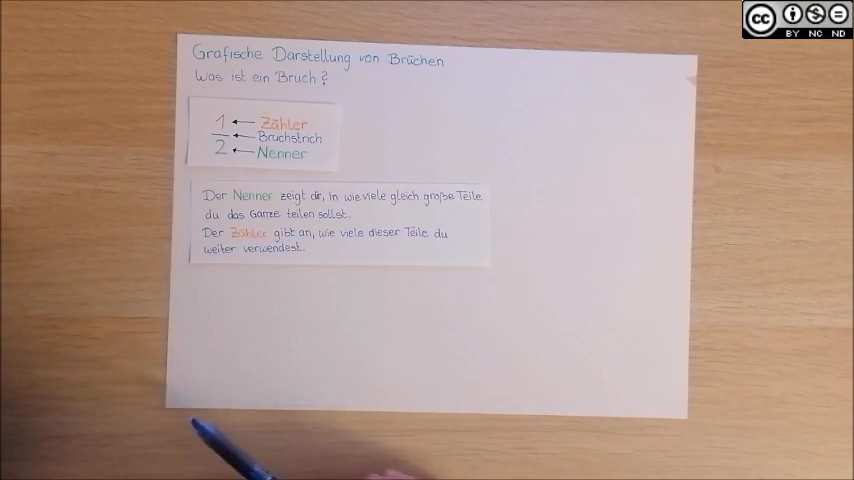 Grafische Darstellung von Brüchen
Was ist ein Bruch?
1 Zähler
Bruchstrich
2 Nenner
Der Nenner zeigt dir, in wieviele gleich große Teile
du das Ganze teilen sollst.
Der Zähler gibt an, wie viele dieser Teile du
weiter verwendest.
CC BY NC ND